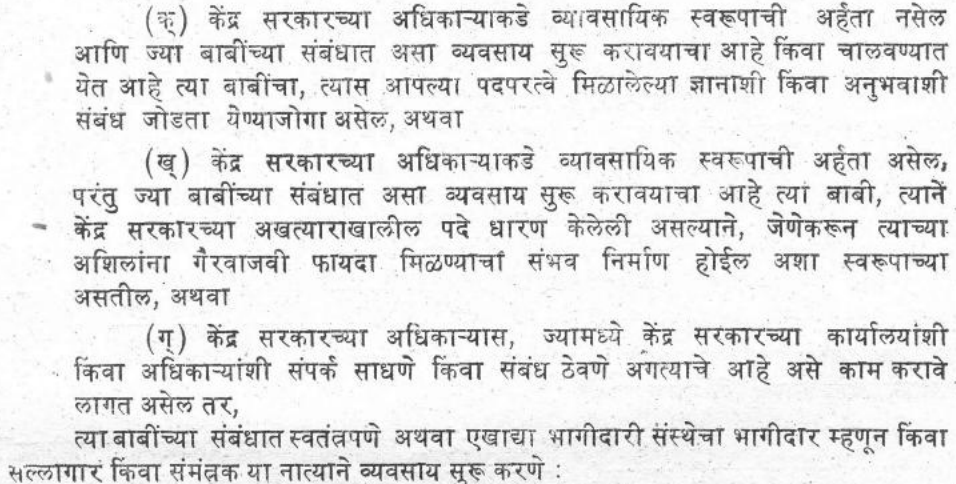 (क्) केंद्र सरकारच्या अधिकाऱ्याकडे व्यावसायिक स्वरूपाची अर्हता नसेल
आणि ज्या बाबींच्या संबंधात असा व्यवसाय सुरू करावयाचा आहे किंवा चालवण्यात
येत आहे त्या बाबींचा, त्यास आपल्या पदपरत्वे मिळालेल्या ज्ञानाशी किंवा अनुभवाशी
संबंध जोडता येण्याजोगा असेल, अथवा
(ख्) केंद्र सरकारच्या अधिकाऱ्याकडे व्यावसायिक स्वरूपाची अर्हता असेल,
परंतु ज्या बाबींच्या संबंधात असा व्यवसाय सुरू करावयाचा आहे त्या बाबी, त्याने
केंद्र सरकारच्या अखत्याराखालील पदे धारण केलेली असल्याने, जेणेकरून त्याच्या
अशिलांना गैरवाजवी फायदा मिळण्याचा संभव निर्माण होईल अशा स्वरूपाच्या
असतील, अथवा
(ग्) केंद्र सरकारच्या अधिकाऱ्यास, ज्यामध्ये केंद्र सरकारच्या कार्यालयांशी
किंवा अधिकाऱ्यांशी संपर्क साधणे किंवा संबंध ठेवणे अगत्याचे आहे असे काम करावे
लागत असेल तर,
त्या बाबींच्या संबंधात स्वतंत्रपणे अथवा एखाद्या भागीदारी संस्थेचा भागीदार म्हणून किंवा
सल्लागार किंवा संमंत्रक या नात्याने व्यवसाय सुरू करणे :